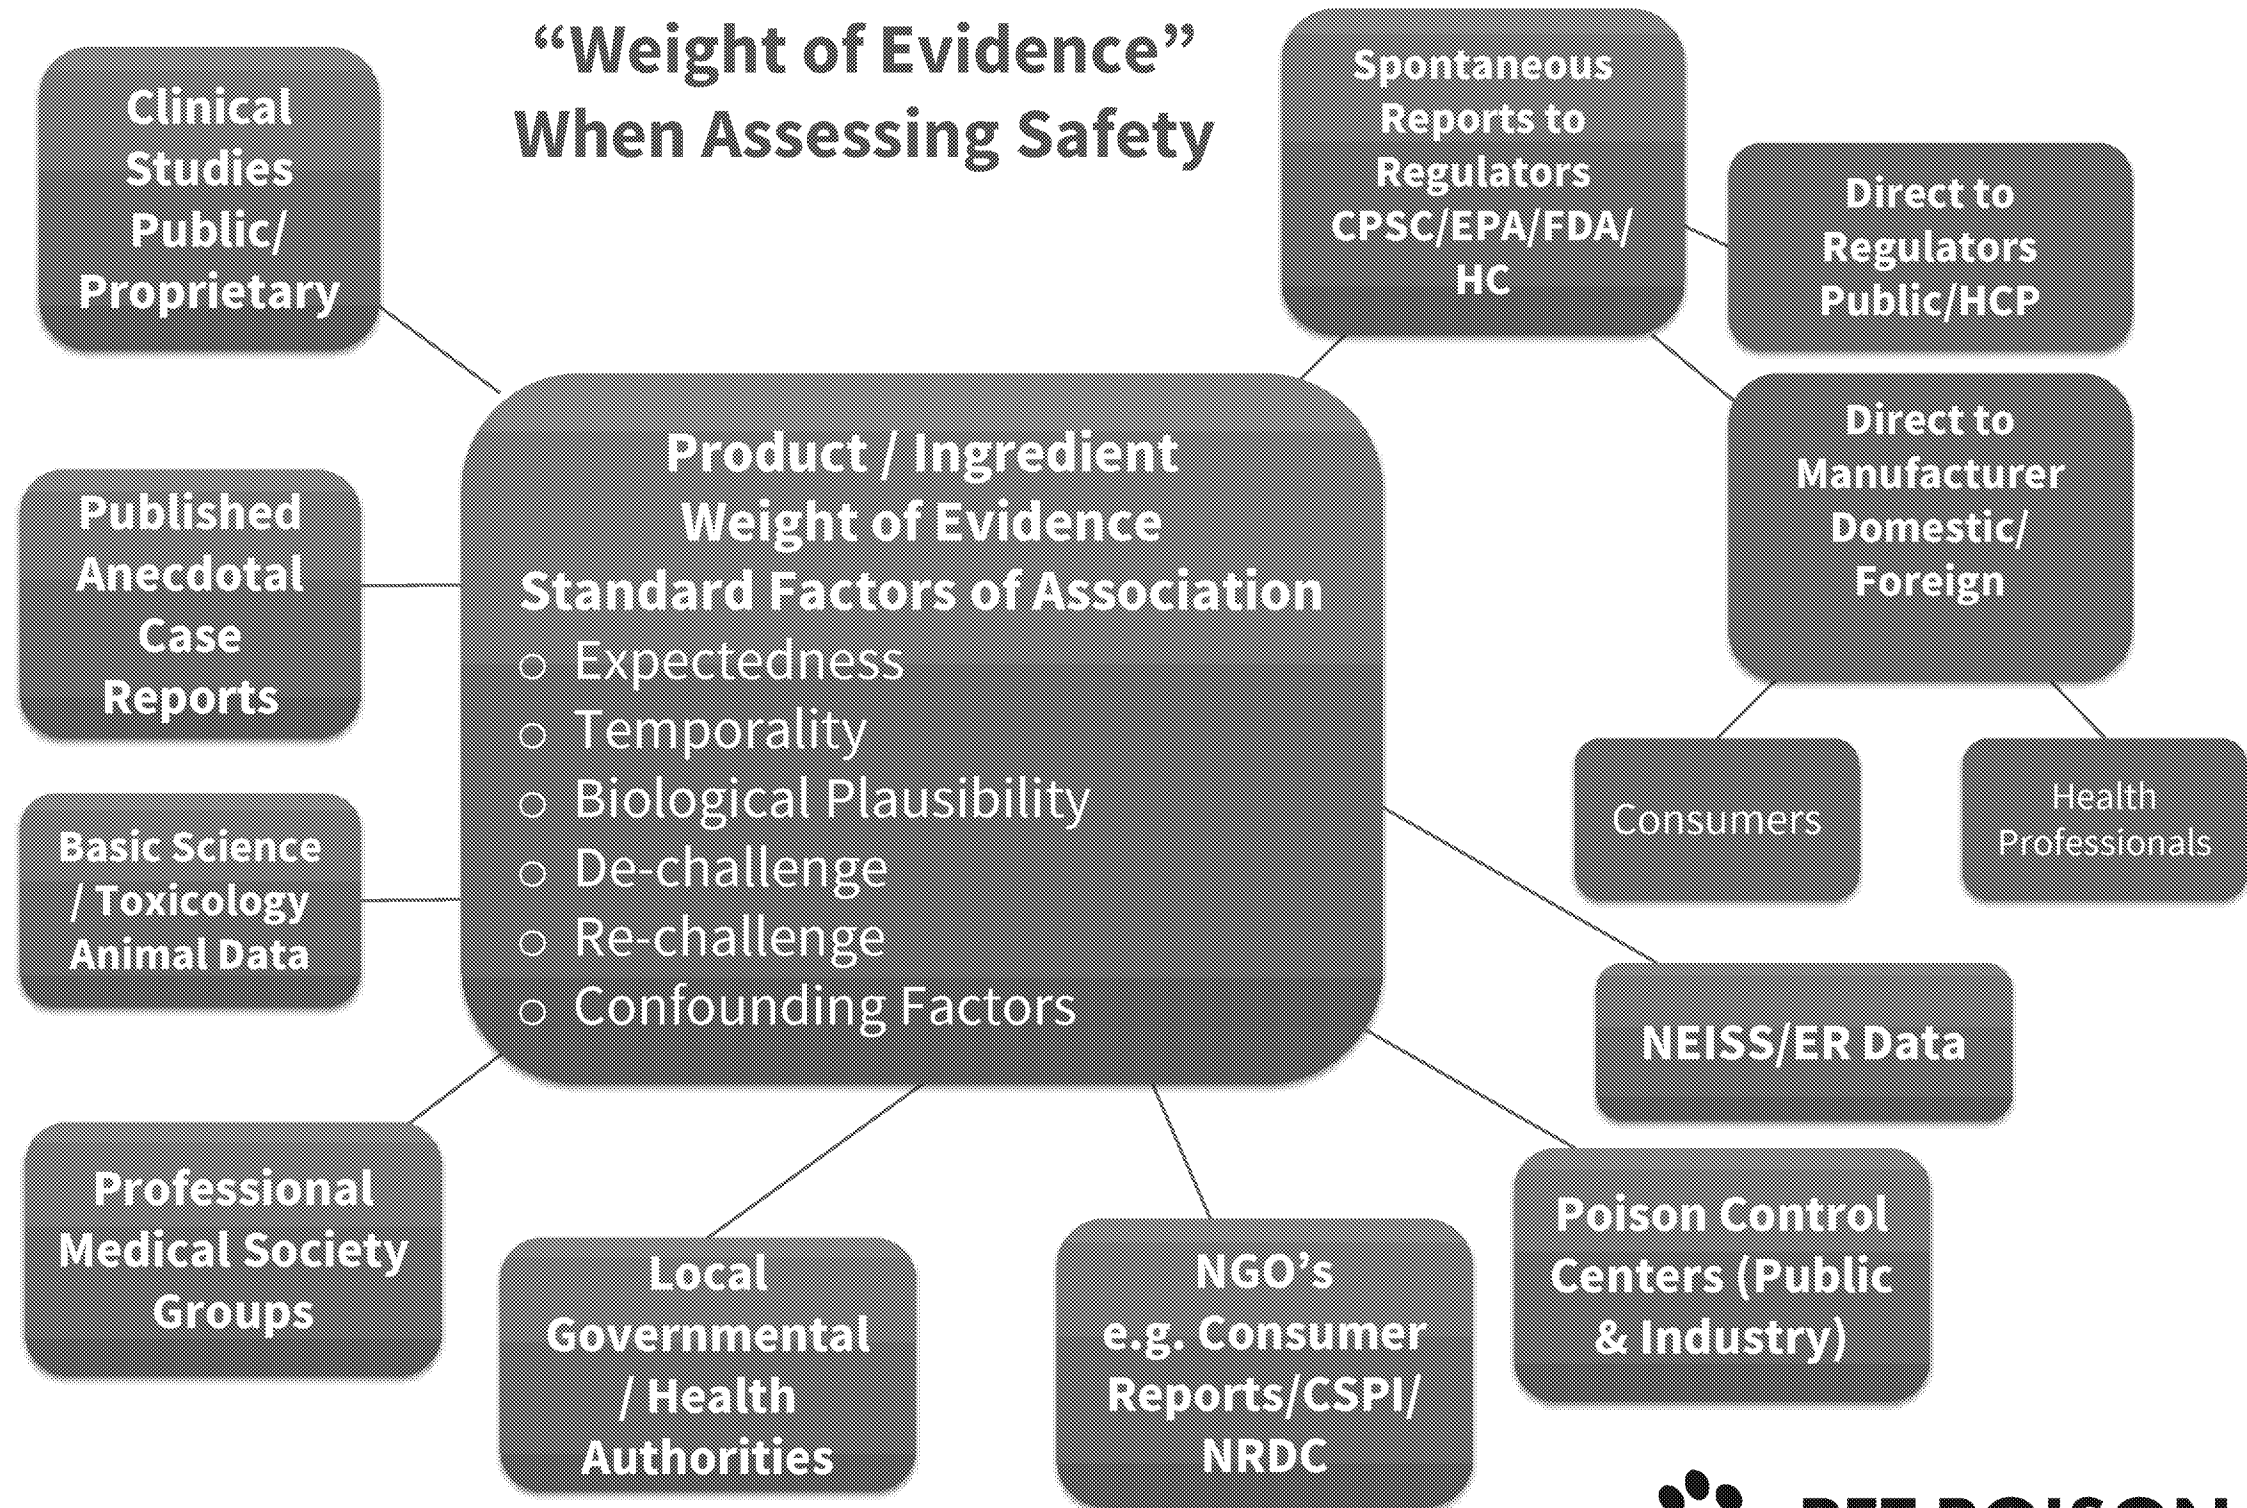 “Weight of Evidence”
When Assessing Safety
Clinical
Studies
Public/
Proprietary
Spontaneous
Reports to
Regulators
CPSC/EPA/FDA/
HC
Direct to
Regulators
Public/HCP
Direct to
Manufacturer
Domestic/
Foreign
Consumers
Health
Professionals
Published
Anecdotal
Case
Reports
Product / Ingredient
Weight of Evidence
Standard Factors of Association
○ Expectedness
○ Temporality
○ Biological Plausibility
○ De-challenge
○ Re-challenge
○ Confounding Factors
Basic Science
/ Toxicology
Animal Data
NEISS/ER Data
Professional
Medical Society
Groups
Local
Governmental
/ Health
Authorities
NGO’s
e.g. Consumer
Reports/CSPI/
NRDC
Poison Control
Centers (Public
& Industry)
PET POISON